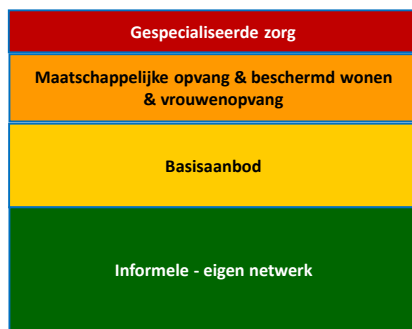 Gespecialiseerde zorg
Maatschappelijke opvang & beschermd wonen
& vrouwenopvang
Basisaanbod
Informele - eigen netwerk